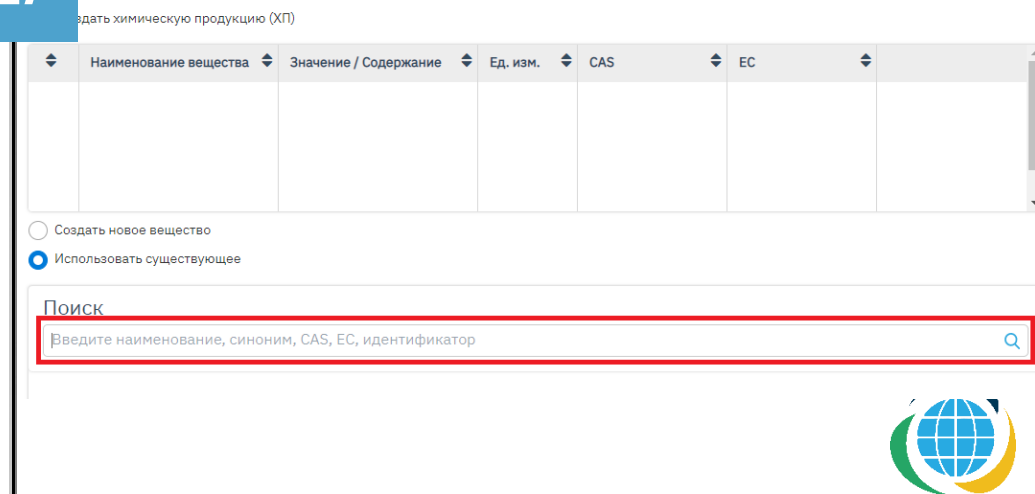 здать химическую продукцию (ХП)
Наименование вещества Значение / Содержание Ед. изм. CAS EC
Создать новое вещество
Использовать существующее
Поиск
Введите наименование, синоним, CAS, EC, идентификатор